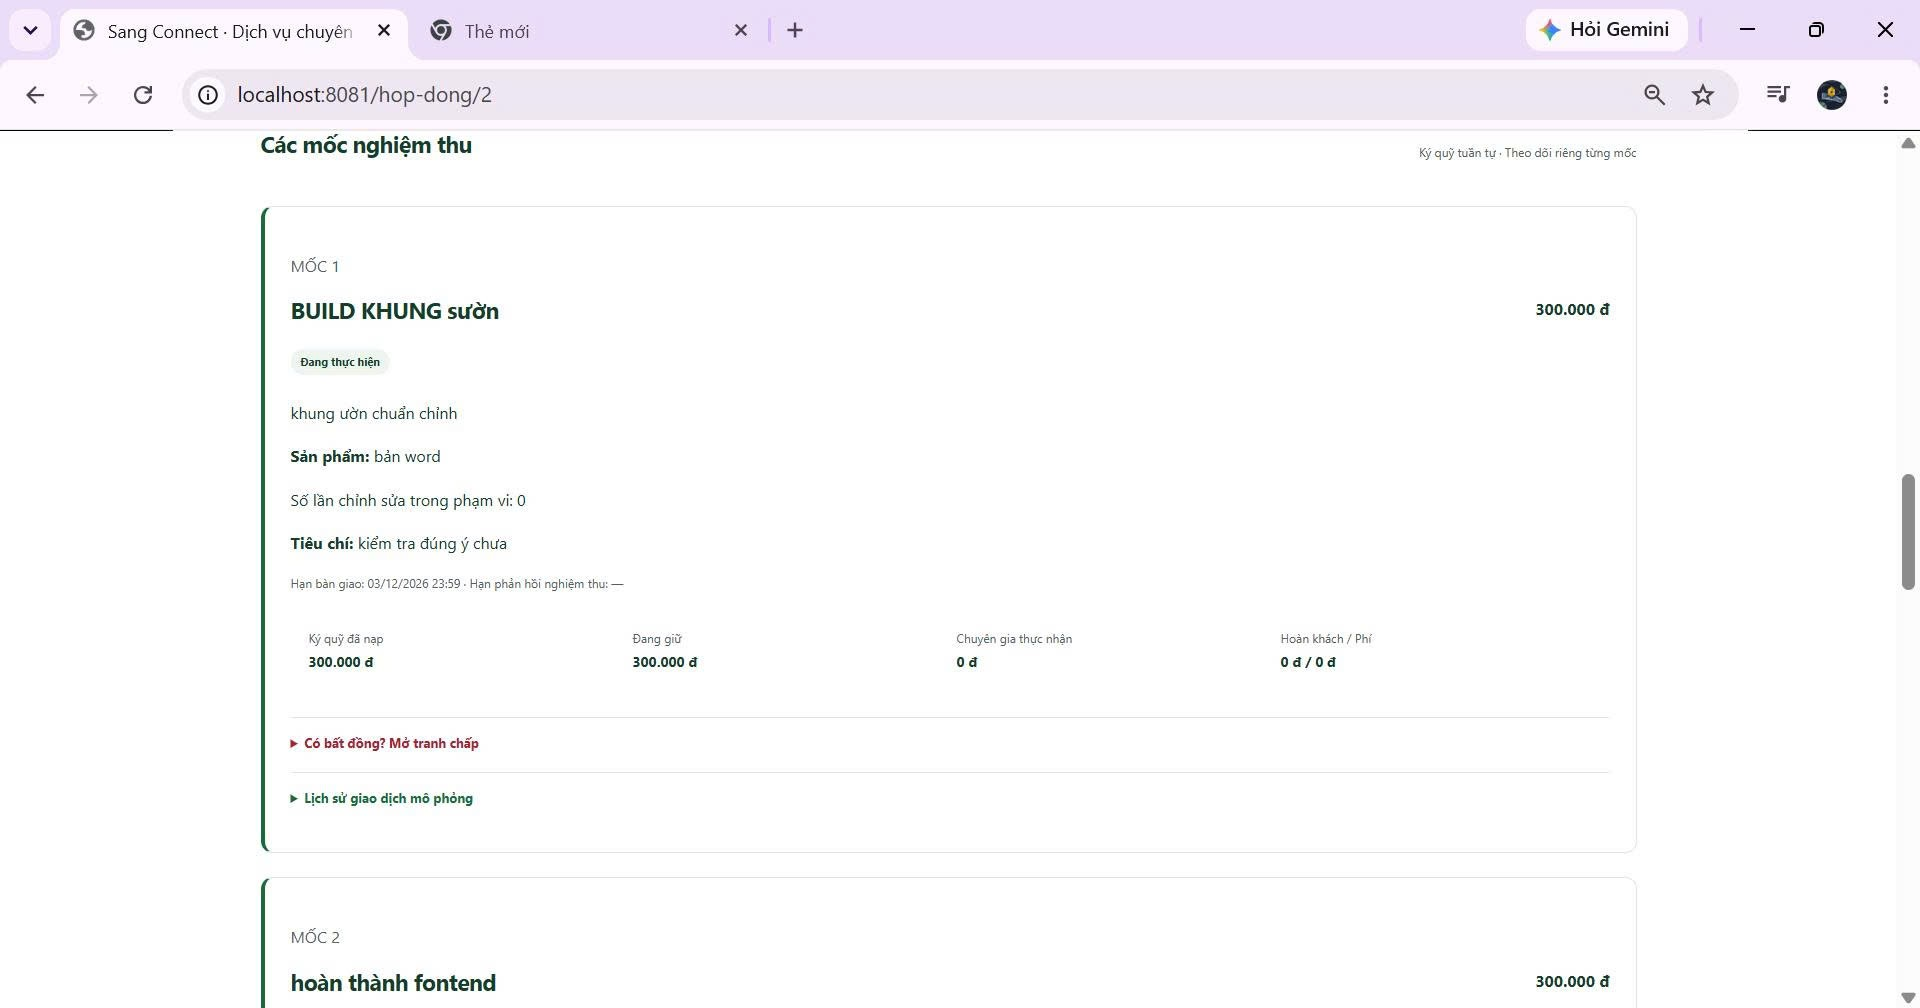 Sang Connect · Dịch vụ chuyên
Thẻ mới
Hỏi Gemini
localhost:8081/hop-dong/2
Các mốc nghiệm thu
Ký quỹ tuần tự · Theo dõi riêng từng mốc
MỐC 1
BUILD KHUNG sườn
300.000 đ
Đang thực hiện
khung ườn chuẩn chỉnh
Sản phẩm: bản word
Số lần chỉnh sửa trong phạm vi: 0
Tiêu chí: kiểm tra đúng ý chưa
Hạn bàn giao: 03/12/2026 23:59 · Hạn phản hồi nghiệm thu: —
Ký quỹ đã nạp
300.000 đ
Đang giữ
300.000 đ
Chuyên gia thực nhận
0 đ
Hoàn khách / Phí
0 đ / 0 đ
Có bất đồng? Mở tranh chấp
Lịch sử giao dịch mô phỏng
MỐC 2
hoàn thành fontend
300.000 đ